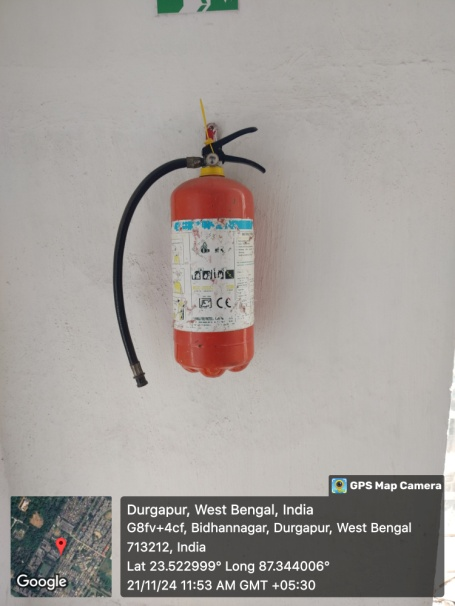 CE
GPS Map Camera
Durgapur, West Bengal, India
G8fv+4cf, Bidhannagar, Durgapur, West Bengal
713212, India
Lat 23.522999° Long 87.344006°
21/11/24 11:53 AM GMT +05:30
Google